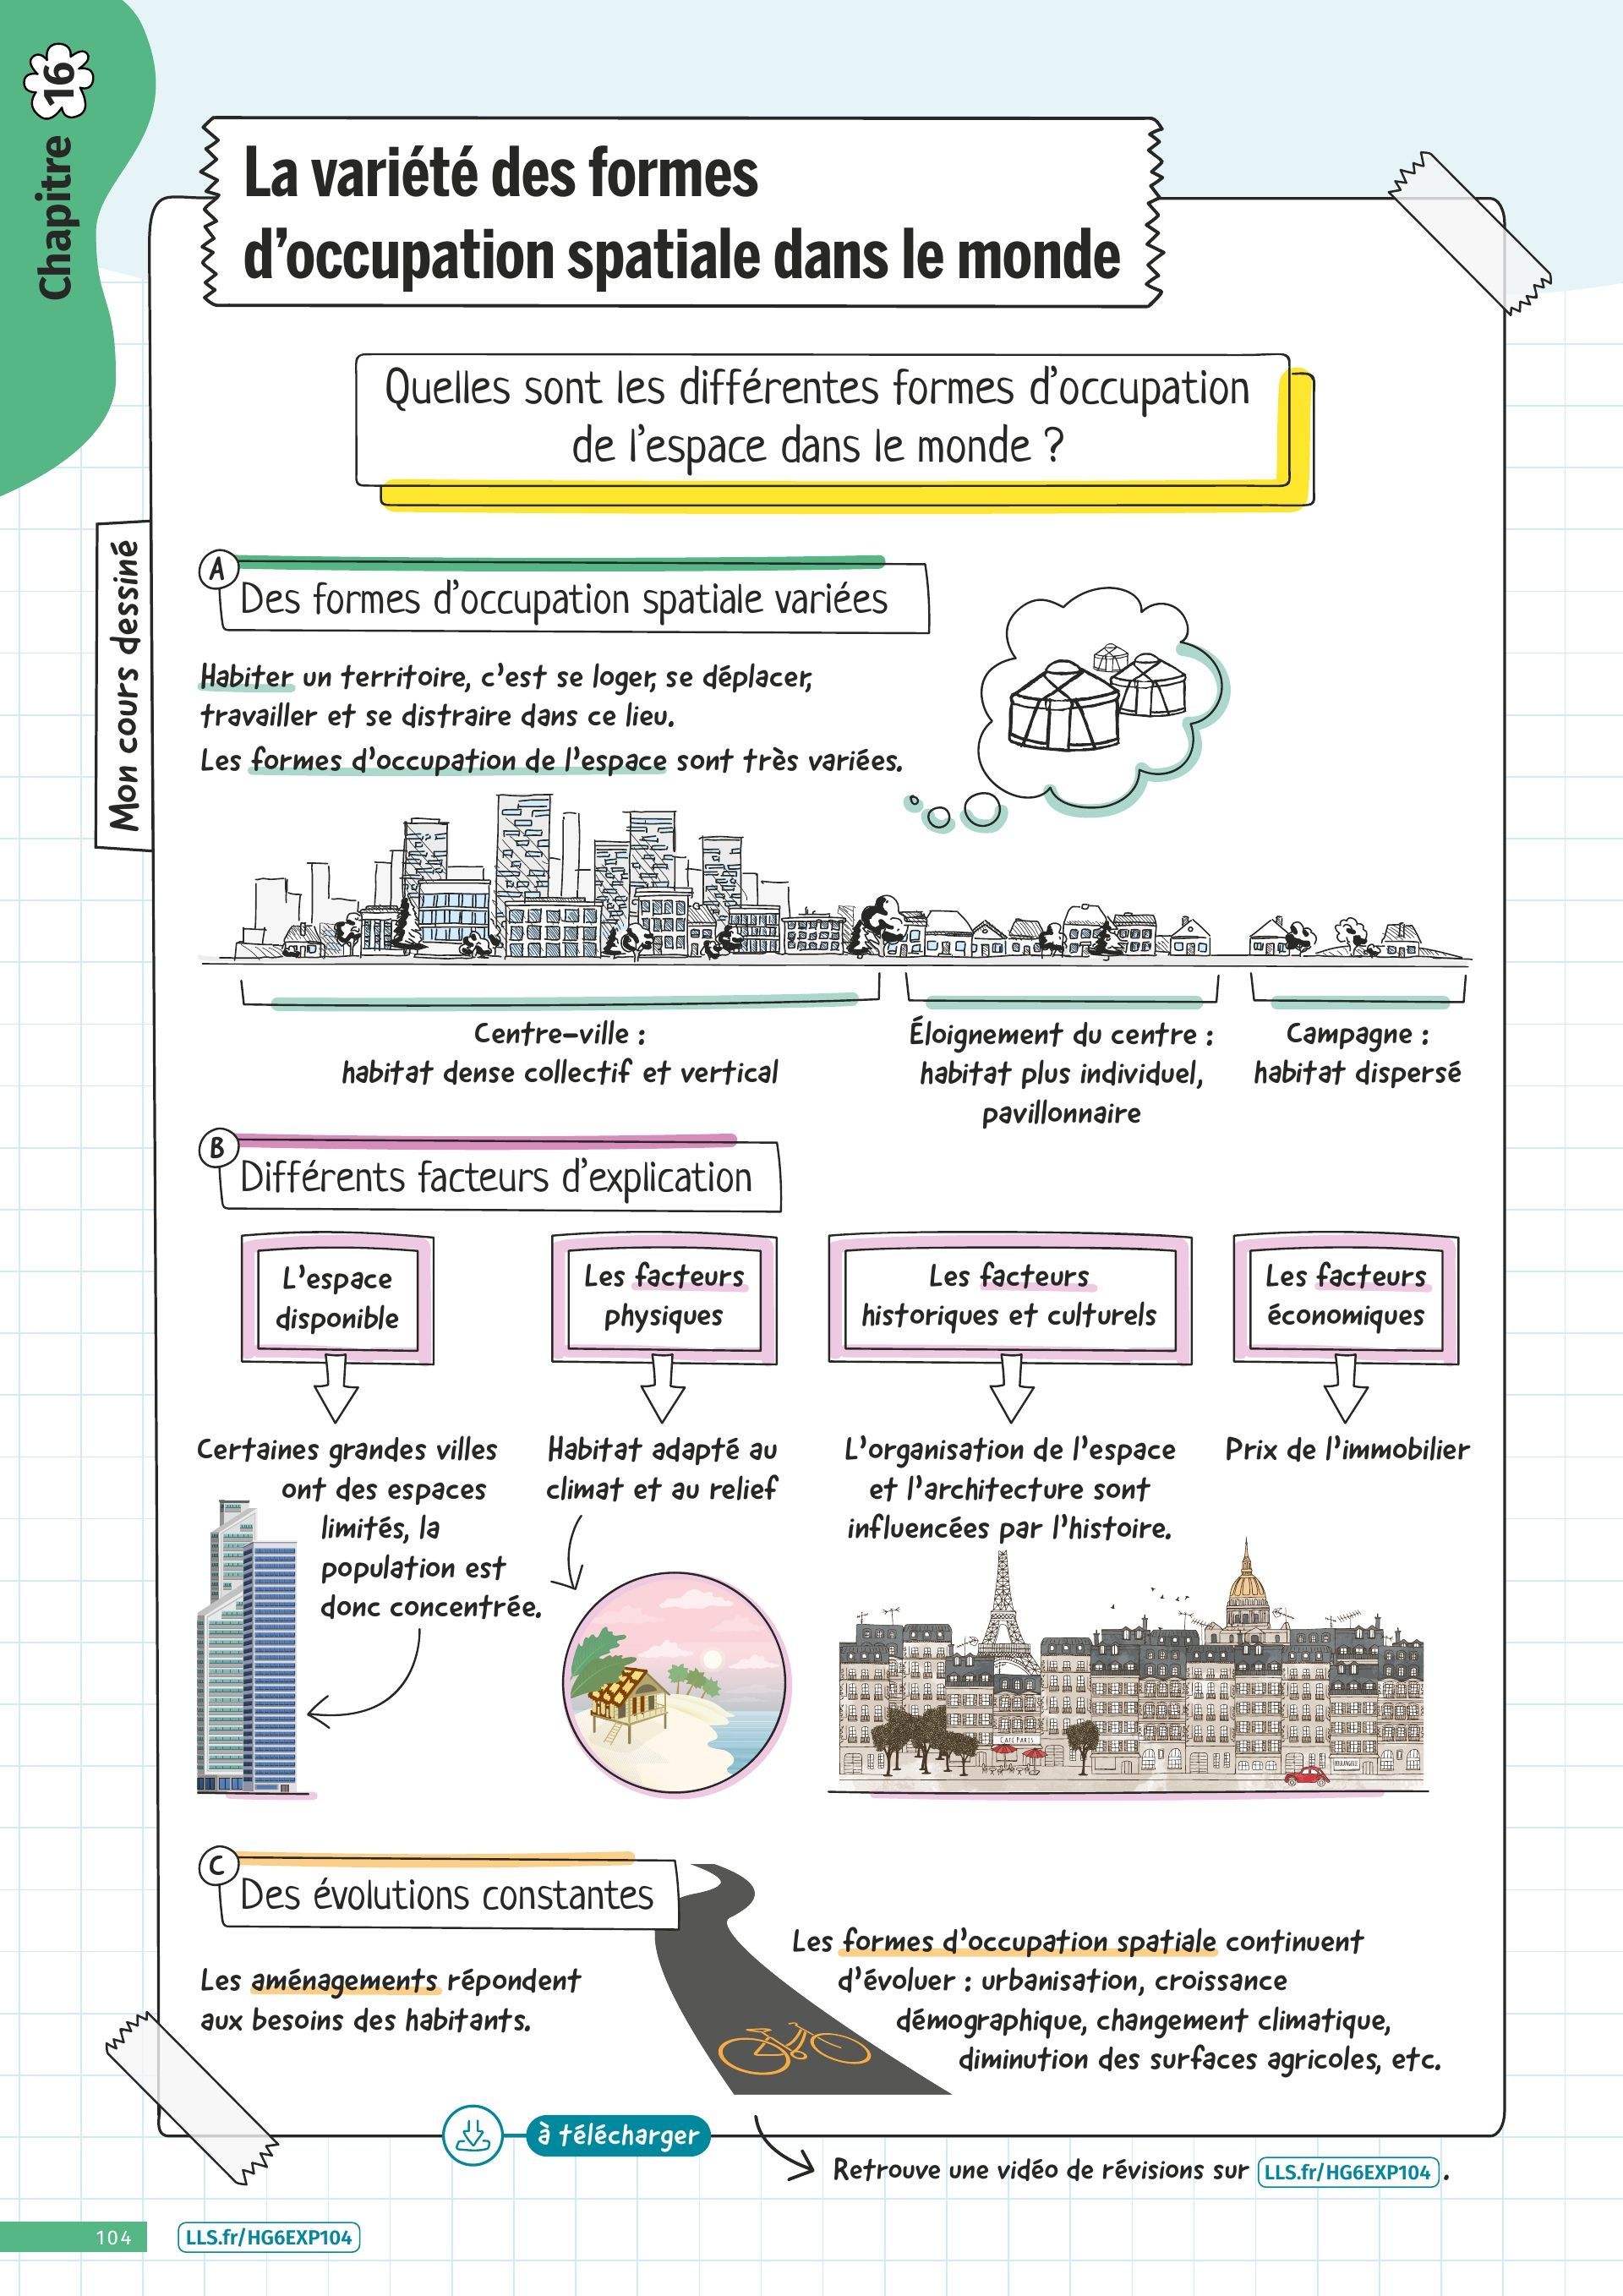 Chapitre 16
La variété des formes
d'occupation spatiale dans le monde
Quelles sont les différentes formes d'occupation
de l'espace dans le monde ?
Mon cours dessiné
A
Des formes d'occupation spatiale variées
Habiter un territoire, c'est se loger, se déplacer,
travailler et se distraire dans ce lieu.
Les formes d'occupation de l'espace sont très variées.
Centre-ville :
habitat dense collectif et vertical
Éloignement du centre :
habitat plus individuel,
pavillonnaire
Campagne :
habitat dispersé
B
Différents facteurs d'explication
L'espace
disponible
Certaines grandes villes
ont des espaces
limités, la
population est
donc concentrée.
Les facteurs
physiques
Habitat adapté au
climat et au relief
Les facteurs
historiques et culturels
L'organisation de l'espace
et l'architecture sont
influencées par l'histoire.
CAFE PARIS
Les facteurs
économiques
Prix de l'immobilier
C
Des évolutions constantes
Les aménagements répondent
aux besoins des habitants.
Les formes d'occupation spatiale continuent
d'évoluer : urbanisation, croissance
démographique, changement climatique,
diminution des surfaces agricoles, etc.
à télécharger
Retrouve une vidéo de révisions sur LLS.fr/HG6EXP104 .
104
LLS.fr/HG6EXP104